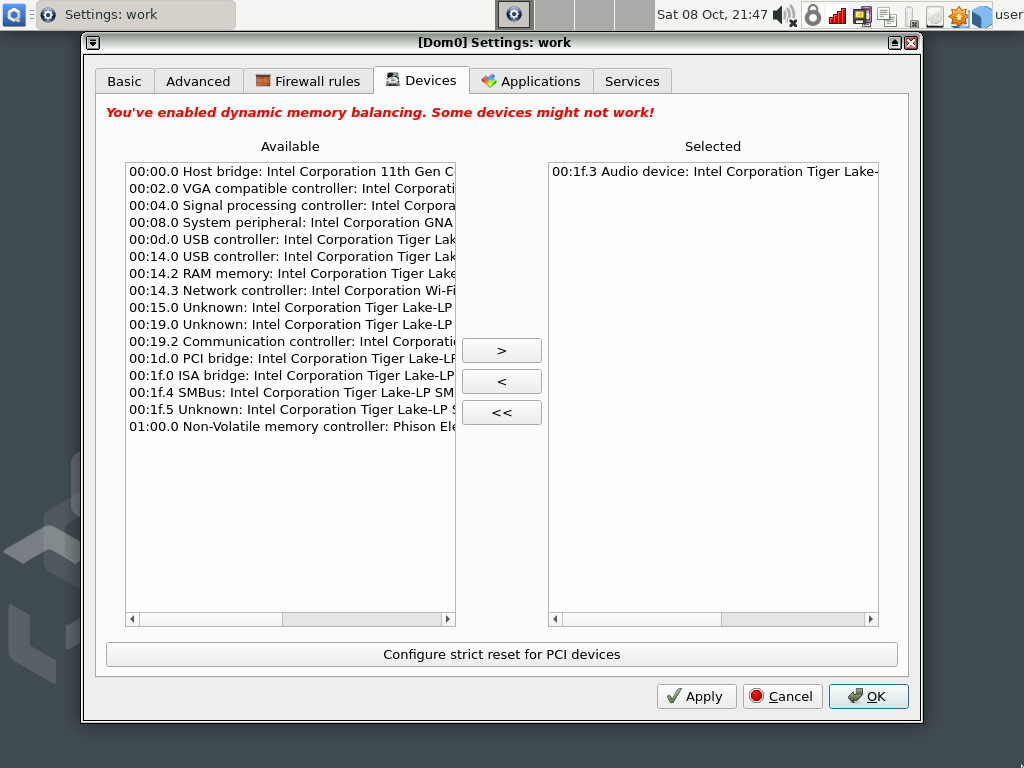 Settings: work
Sat 08 Oct, 21:47
user
[Dom0] Settings: work
Basic
Advanced
Firewall rules
Devices
Applications
Services
You've enabled dynamic memory balancing. Some devices might not work!
Available
Selected
00:00.0 Host bridge: Intel Corporation 11th Gen C
00:02.0 VGA compatible controller: Intel Corporati
00:04.0 Signal processing controller: Intel Corpora
00:08.0 System peripheral: Intel Corporation GNA
00:0d.0 USB controller: Intel Corporation Tiger Lak
00:14.0 USB controller: Intel Corporation Tiger Lak
00:14.2 RAM memory: Intel Corporation Tiger Lake
00:14.3 Network controller: Intel Corporation Wi-Fi
00:15.0 Unknown: Intel Corporation Tiger Lake-LP
00:19.0 Unknown: Intel Corporation Tiger Lake-LP
00:19.2 Communication controller: Intel Corporati
00:1d.0 PCI bridge: Intel Corporation Tiger Lake-LP
00:1f.0 ISA bridge: Intel Corporation Tiger Lake-LP
00:1f.4 SMBus: Intel Corporation Tiger Lake-LP SM
00:1f.5 Unknown: Intel Corporation Tiger Lake-LP S
01:00.0 Non-Volatile memory controller: Phison Ele
00:1f.3 Audio device: Intel Corporation Tiger Lake-
>
<
<<
Configure strict reset for PCI devices
Apply
Cancel
OK